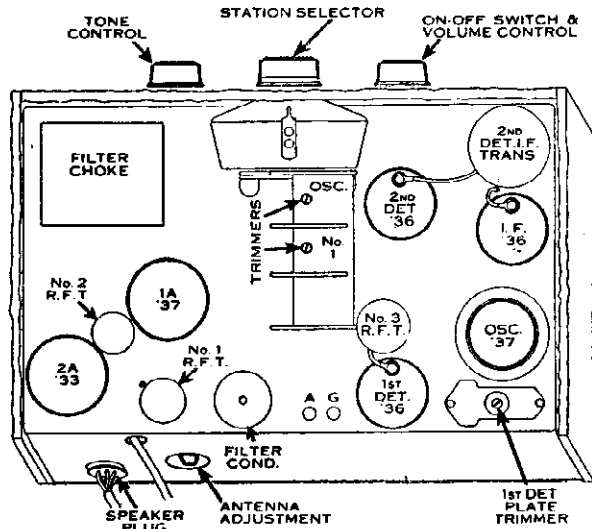 TONE
CONTROL
STATION SELECTOR
ON-OFF SWITCH &
VOLUME CONTROL
FILTER
CHOKE
TRIMMERS
OSC.
No.
1
2ND
DET
'36
2ND
DET. I.F.
TRANS
I.F.
'36
No. 2
R.F.T
1A
'37
2A
'33
No. 1
R.F.T.
FILTER
COND.
A G
No. 3
R.F.T.
1ST
DET.
'36
OSC.
'37
SPEAKER
PLUG
ANTENNA
ADJUSTMENT
1ST DET
PLATE
TRIMMER